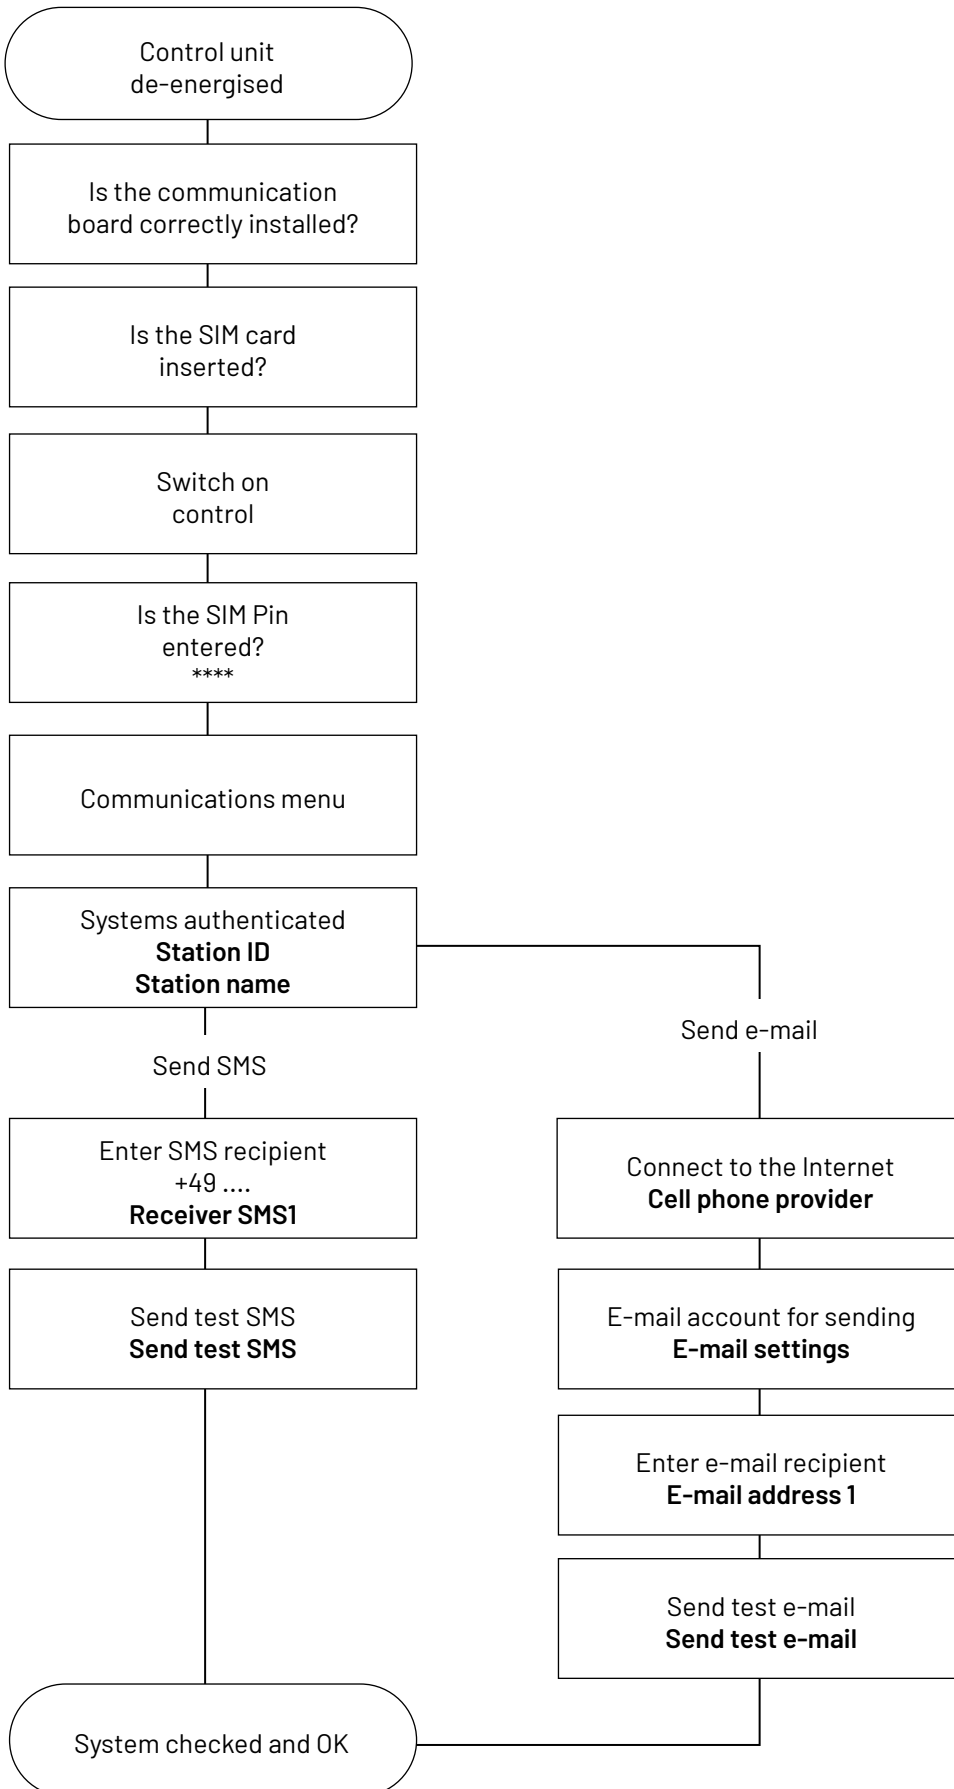 Control unit
de-energised
Is the communication
board correctly installed?
Is the SIM card
inserted?
Switch on
control
Is the SIM Pin
entered?
****
Communications menu
Systems authenticated
Station ID
Station name
Send SMS
Enter SMS recipient
+49 ....
Receiver SMS1
Send test SMS
Send test SMS
Send e-mail
Connect to the Internet
Cell phone provider
E-mail account for sending
E-mail settings
Enter e-mail recipient
E-mail address 1
Send test e-mail
Send test e-mail
System checked and OK